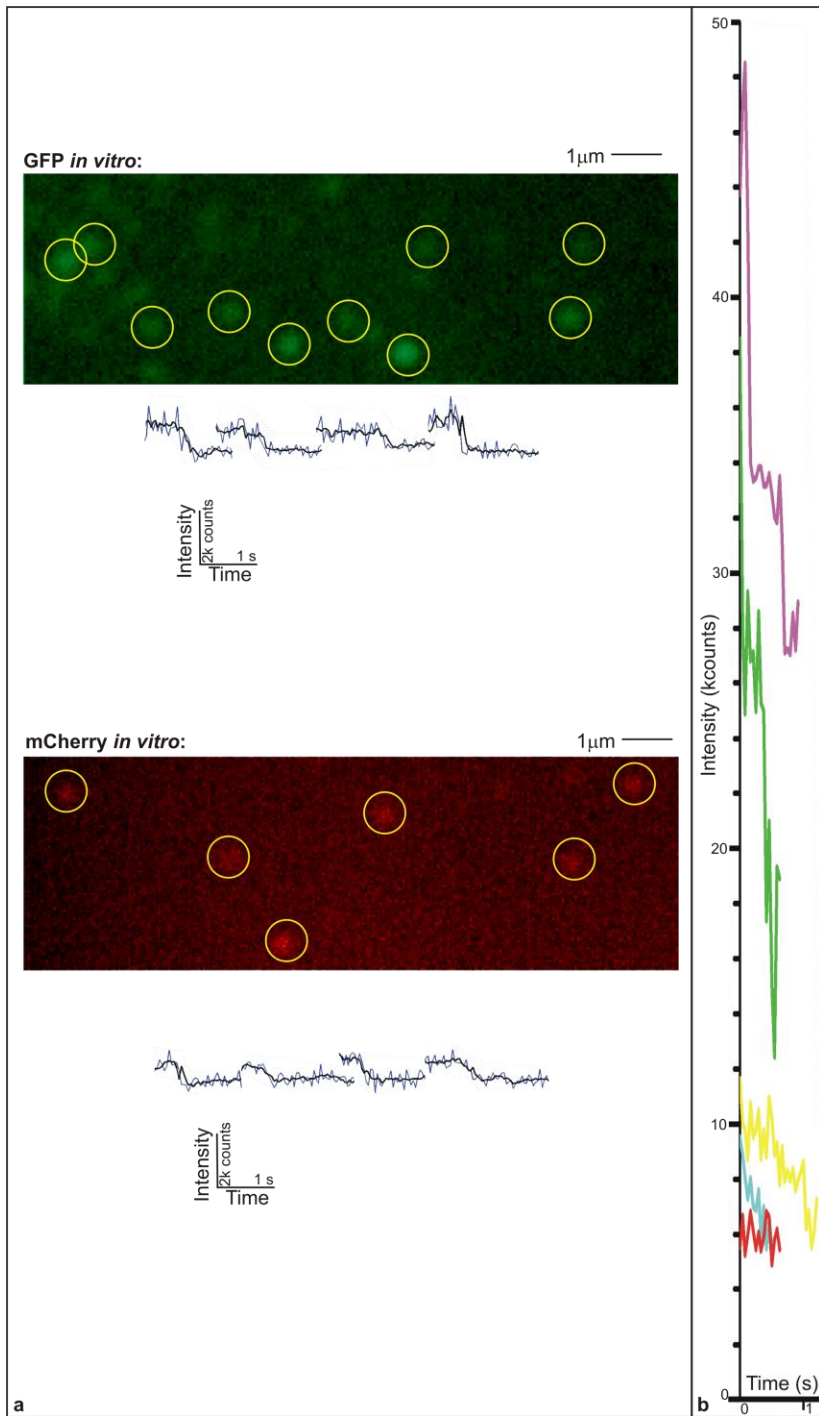 GFP in vitro:
1μm
Intensity
2k counts
1 s
Time
mCherry in vitro:
1μm
Intensity
2k counts
1 s
Time
a
50
40
30
20
10
0
Intensity (kcounts)
Time (s)
0
1
b